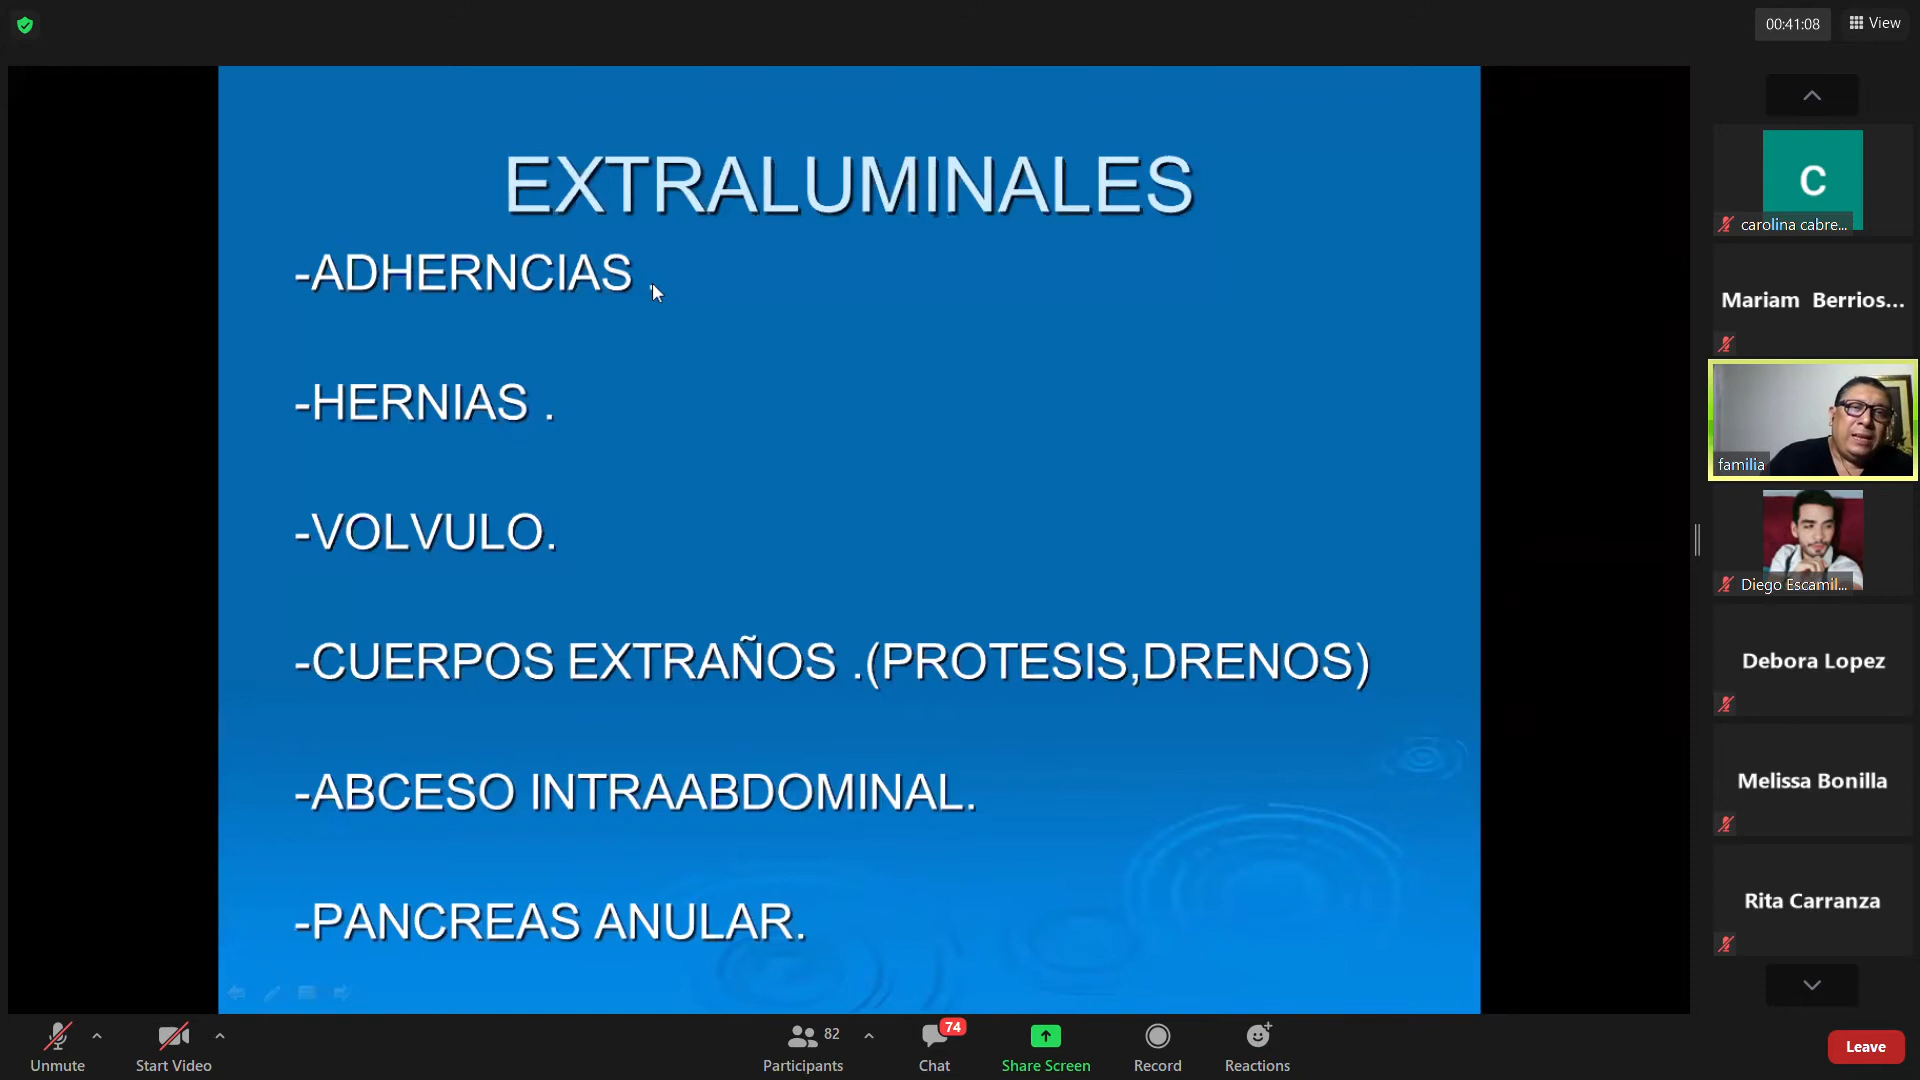 00:41:08
View
EXTRALUMINALES
-ADHERNCIAS .
-HERNIAS .
-VOLVULO.
-CUERPOS EXTRAÑOS .(PROTESIS,DRENOS)
-ABCESO INTRAABDOMINAL.
-PANCREAS ANULAR.
C
carolina cabre...
Mariam Berrios...
familia
Diego Escamil...
Debora Lopez
Melissa Bonilla
Rita Carranza
Unmute
Start Video
82
Participants
74
Chat
Share Screen
Record
Reactions
Leave